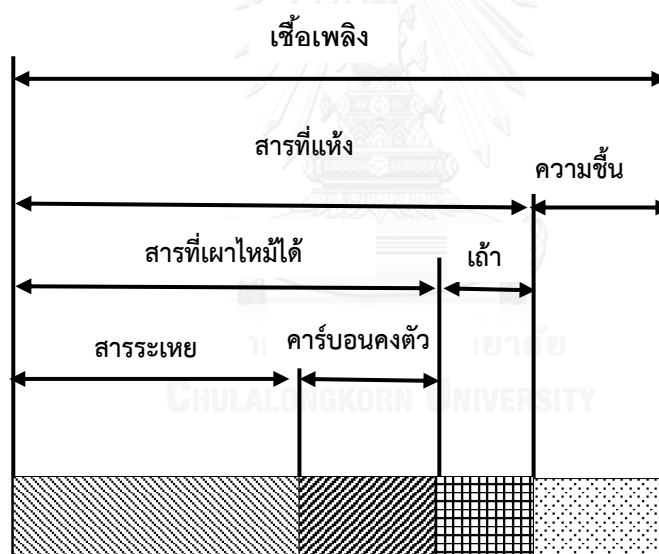 เชื้อเพลิง
สารที่แห้ง
ความชื้น
สารที่เผาไหม้ได้
เถ้า
สารระเหย
คาร์บอนคงตัว
CHULALONGKORN UNIVERSITY